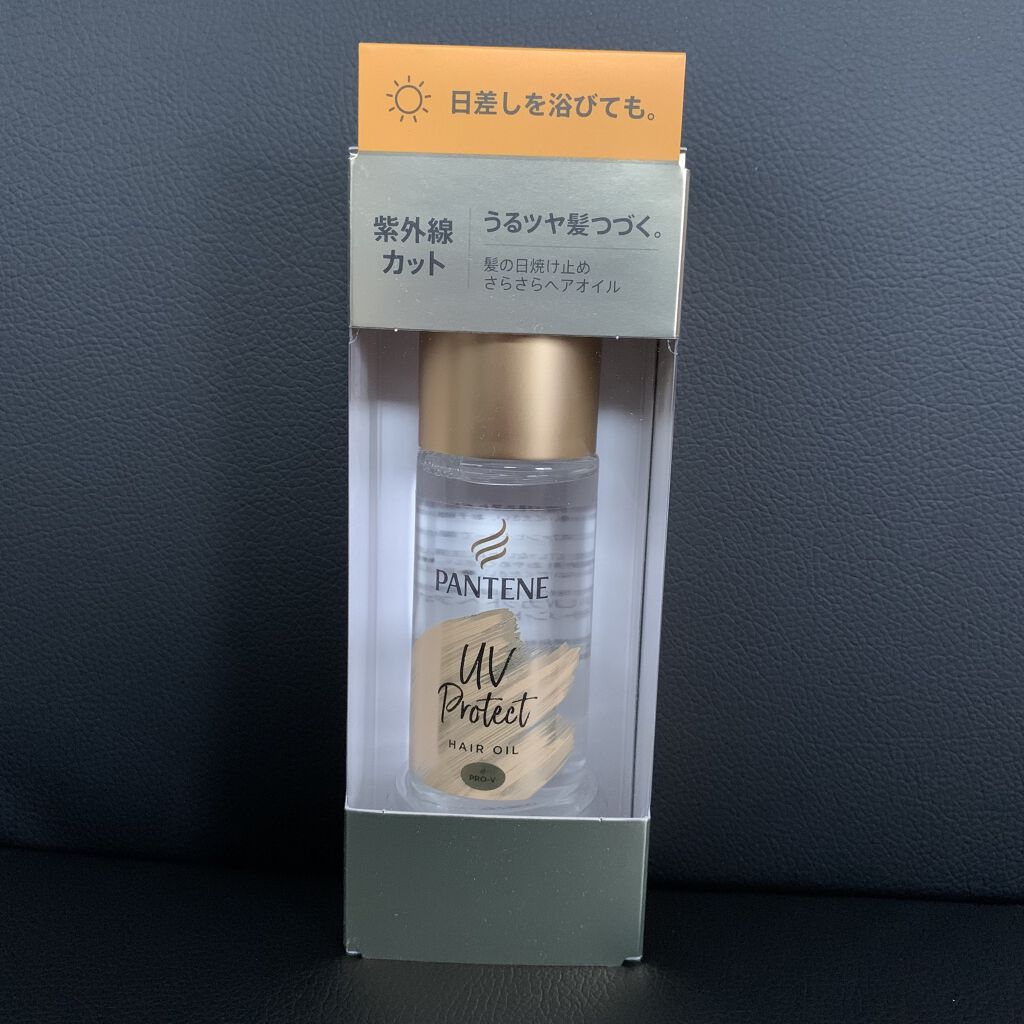 日差しを浴びても。
紫外線
カット
うるツヤ髪つづく。
髪の日焼け止め
さらさらヘアオイル
PANTENE
UV
Protect
HAIR OIL
PRO-V